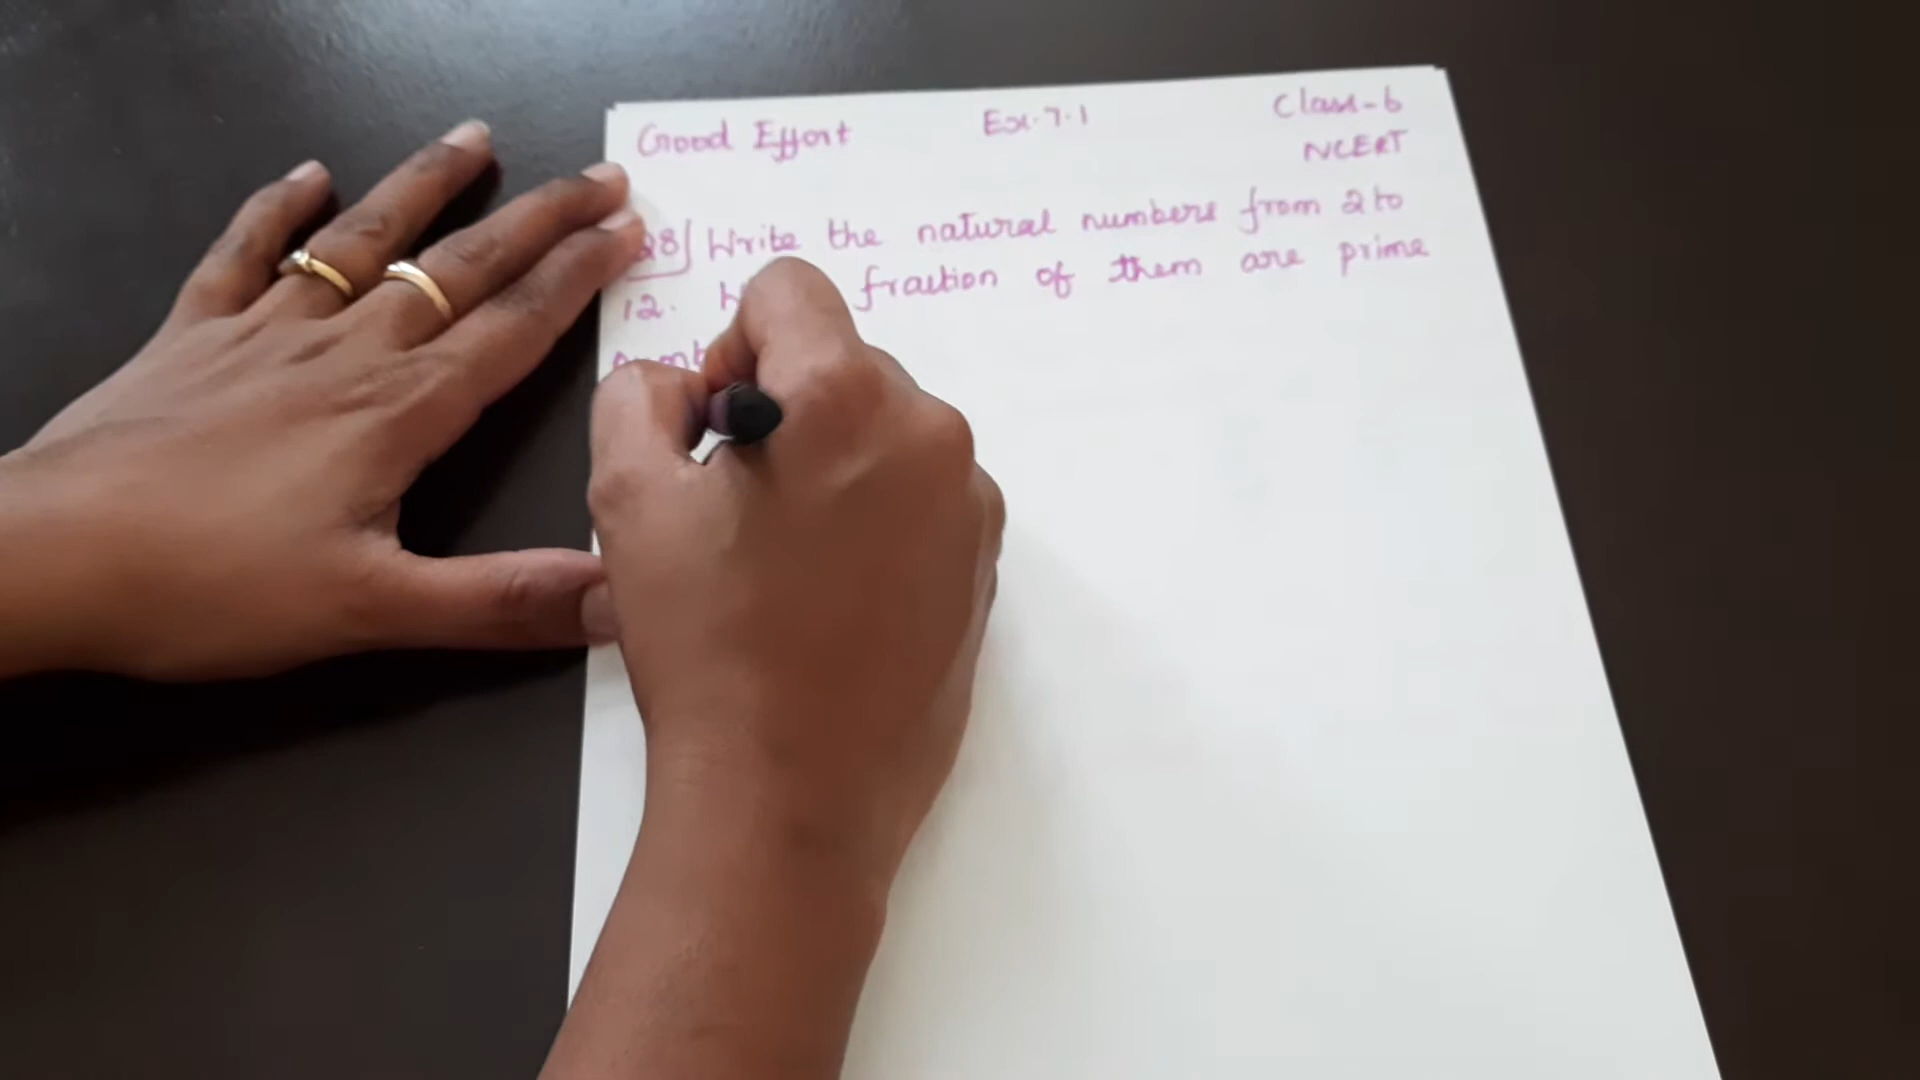 Good Effort Ex.7.1 Class-6
NCERT
Q8) Write the natural numbers from 2 to
12. fraction of them are prime